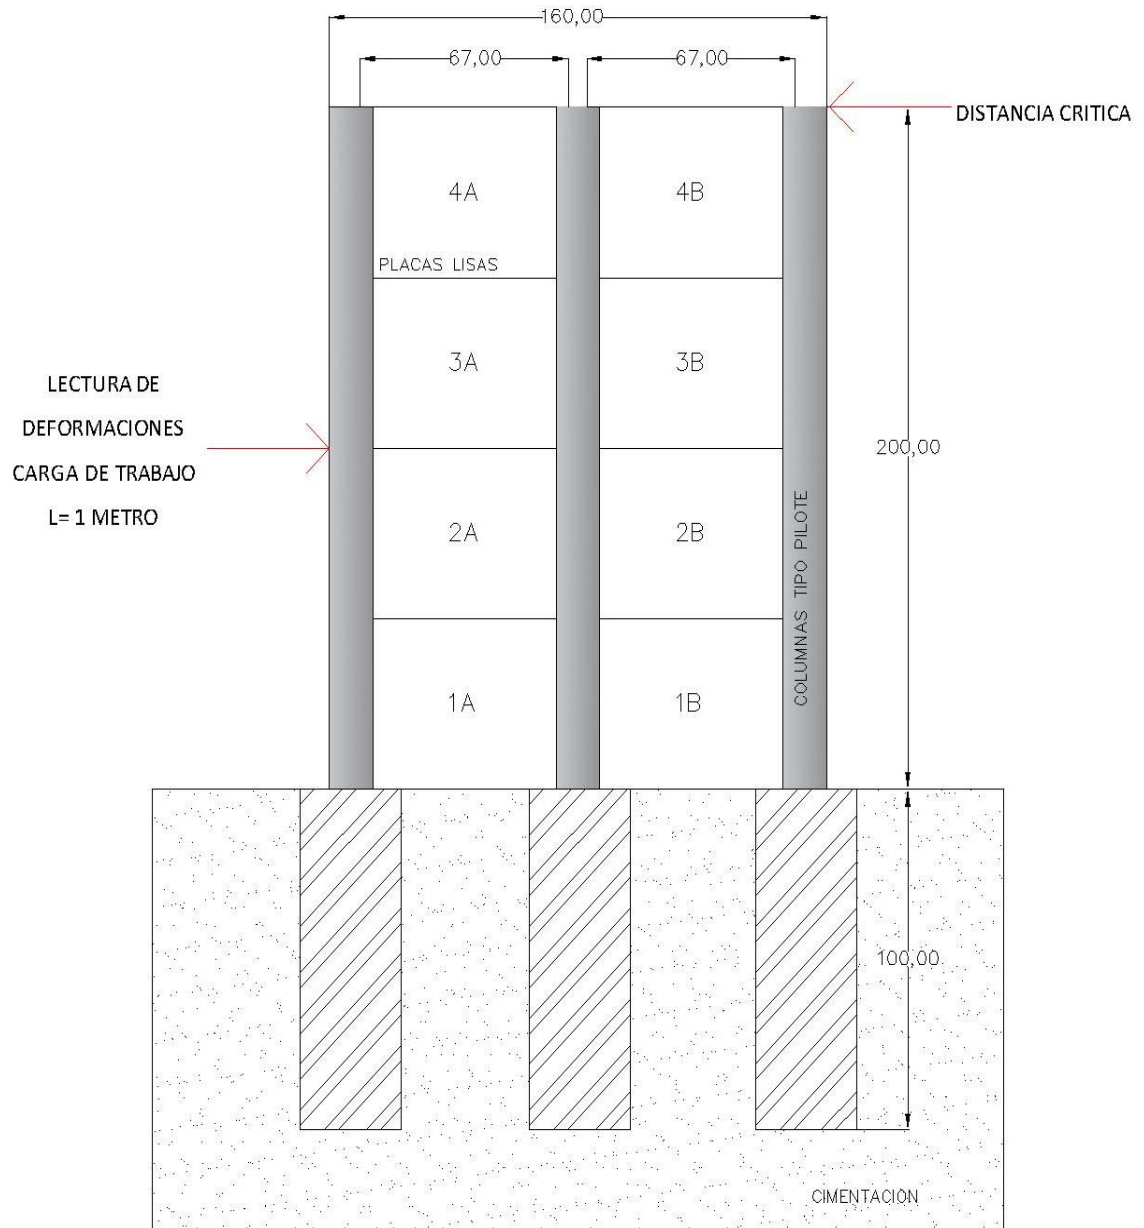 160,00
67,00
67,00
DISTANCIA CRITICA
4A
4B
PLACAS LISAS
3A
3B
LECTURA DE
DEFORMACIONES
CARGA DE TRABAJO
L= 1 METRO
200,00
2A
2B
COLUMNAS TIPO PILOTE
1A
1B
100,00
CIMENTACION